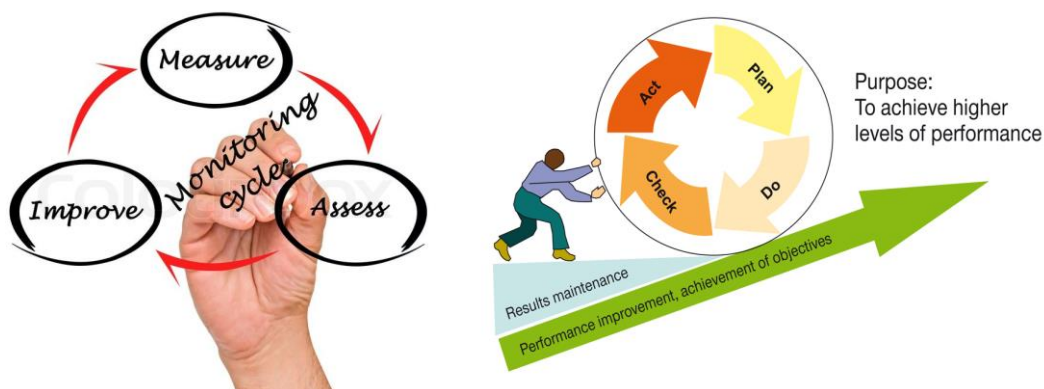 Measure
Monitoring
cycle
Improve
Assess
Act
Plan
Check
Do
Purpose:
To achieve higher
levels of performance
Results maintenance
Performance improvement, achievement of objectives